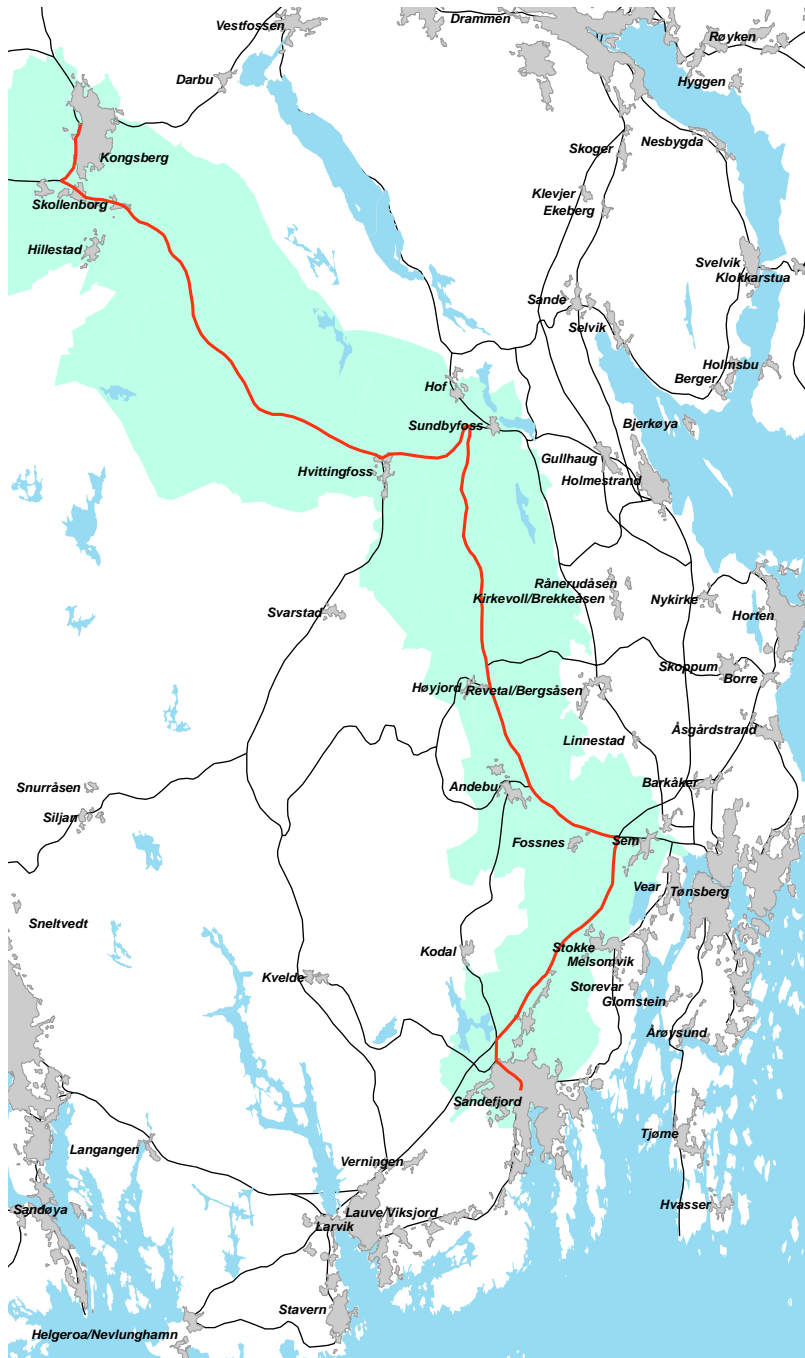 Drammen
Vestfossen
Røyken
Darbu
Hyggen
Nesbygda
Skoger
Kongsberg
Klevjer
Skollenborg
Ekeberg
Hillestad
Svelvik
Klokkarstua
Sande
Selvik
Holmsbu
Berger
Hof
Sundbyfoss
Bjerkøya
Gullhaug
Hvittingfoss
Holmestrand
Rånerudåsen
Kirkevoll/Brekkeåsen
Nykirke
Svarstad
Horten
Skoppum
Borre
Høyjord
Revetal/Bergsåsen
Åsgårdstrand
Linnestad
Barkåker
Snurråsen
Andebu
Siljan
Fossnes
Sem
Vear
Tønsberg
Sneltvedt
Stokke
Kodal
Melsomvik
Kvelde
Storevar
Glomstein
Årøysund
Sandefjord
Tjøme
Langangen
Verningen
Hvasser
Sandøya
Lauve/Viksjord
Larvik
Stavern
Helgeroa/Nevlunghamn